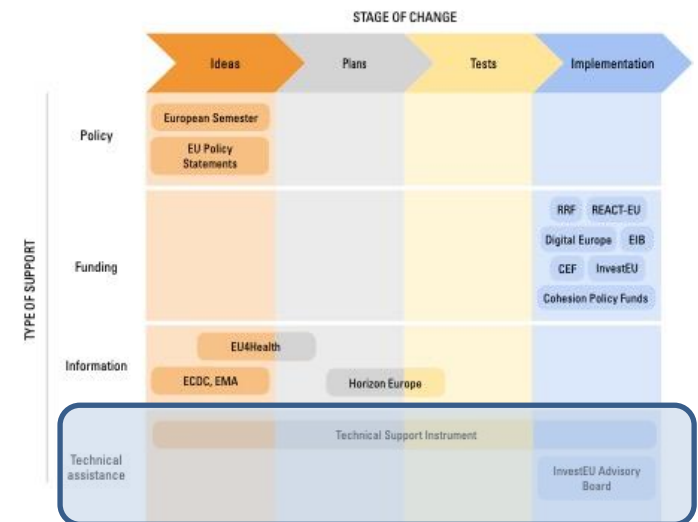 STAGE OF CHANGE
Ideas
Plans
Tests
Implementation
TYPE OF SUPPORT
Policy
European Semester
EU Policy
Statements
Funding
RRF
REACT-EU
Digital Europe
EIB
CEF
InvestEU
Cohesion Policy Funds
Information
EU4Health
ECDC, EMA
Horizon Europe
Technical
assistance
Technical Support Instrument
InvestEU Advisory
Board